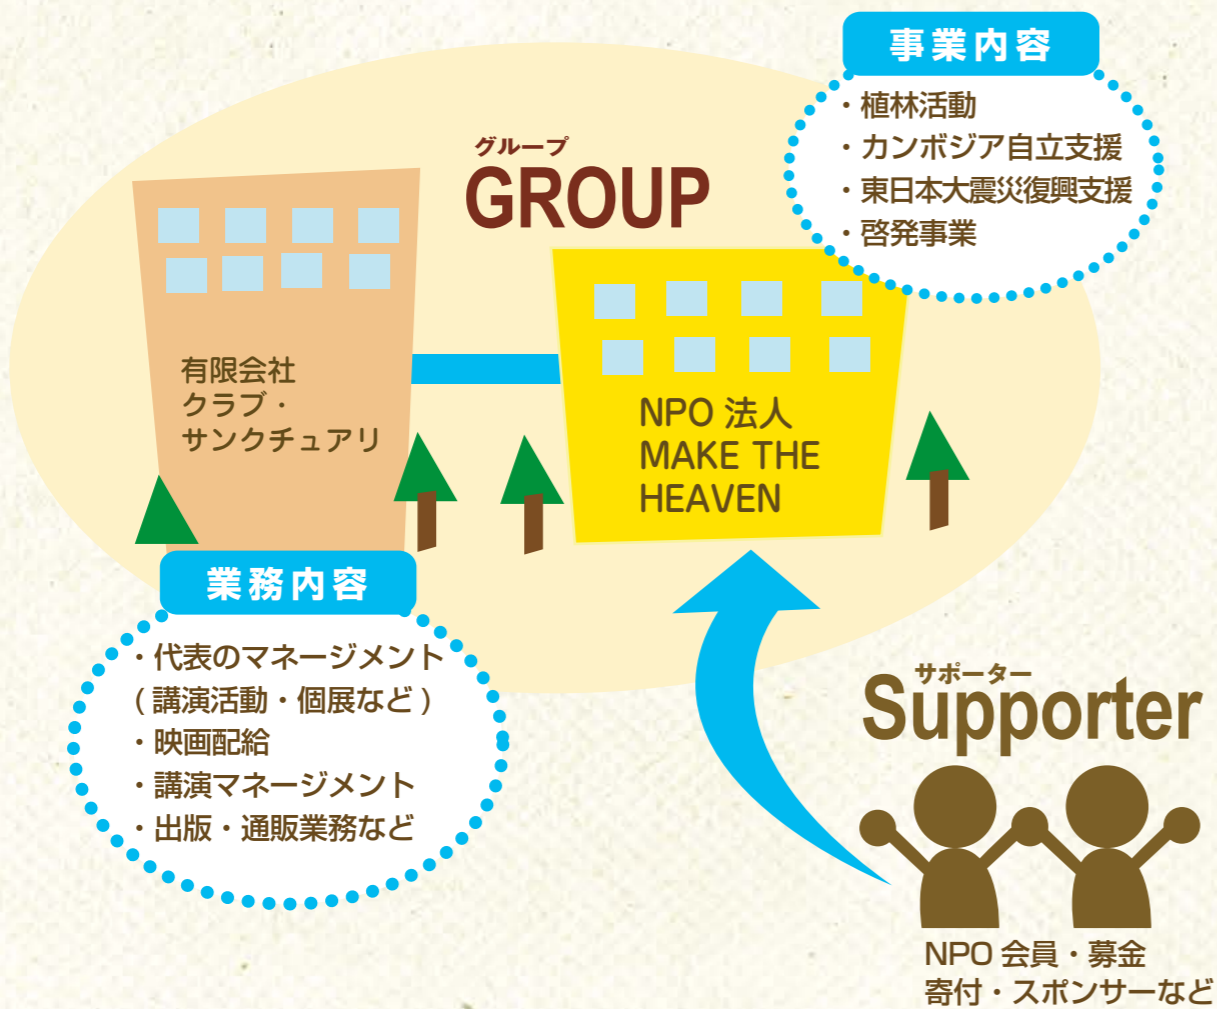 事業内容
・植林活動
・カンボジア自立支援
・東日本大震災復興支援
・啓発事業
グループ
GROUP
有限会社
クラブ・
サンクチュアリ
NPO 法人
MAKE THE
HEAVEN
業務内容
・代表のマネージメント
( 講演活動・個展など )
・映画配給
・講演マネージメント
・出版・通販業務など
サポーター
Supporter
NPO 会員・募金
寄付・スポンサーなど